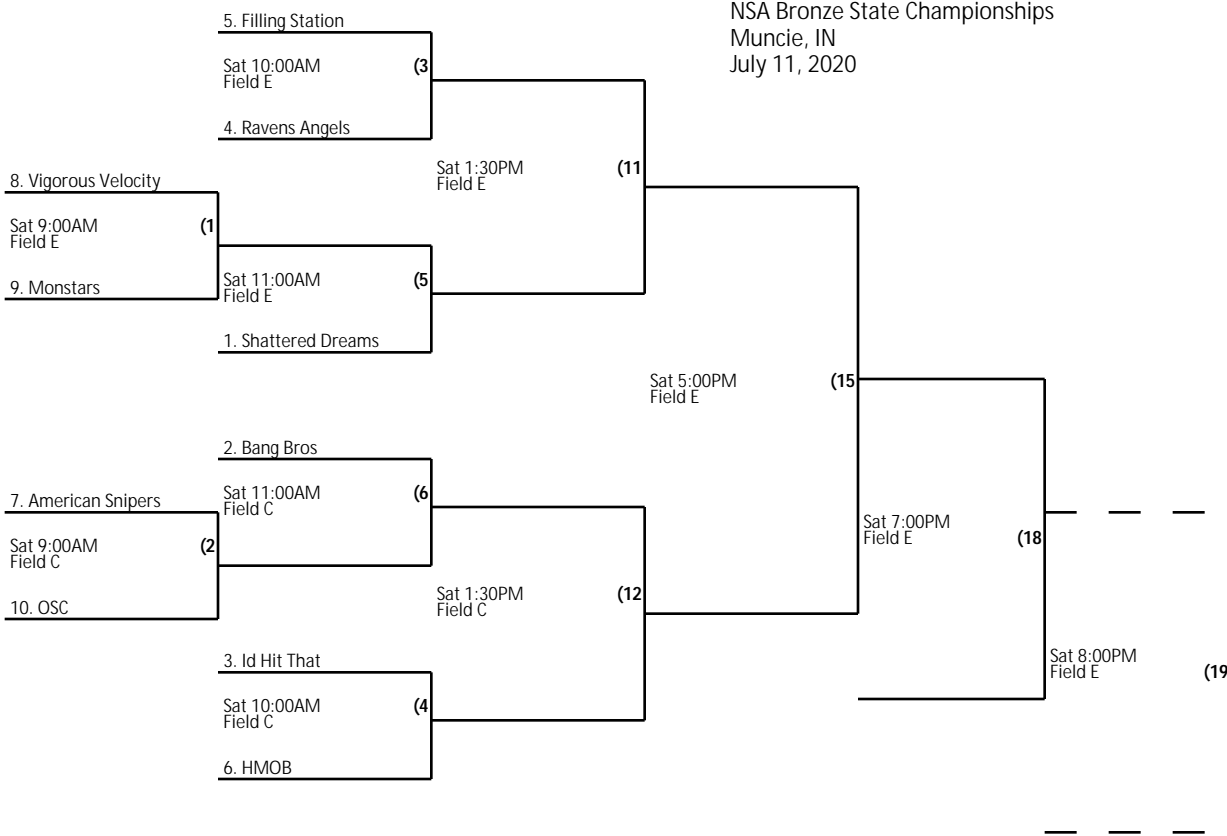 NSA Bronze State Championships
Muncie, IN
July 11, 2020
5. Filling Station
Sat 10:00AM (3
Field E
4. Ravens Angels
Sat 1:30PM (11
Field E
8. Vigorous Velocity
Sat 9:00AM (1
Field E
9. Monstars
Sat 11:00AM (5
Field E
1. Shattered Dreams
Sat 5:00PM (15
Field E
2. Bang Bros
7. American Snipers
Sat 11:00AM (6
Field C
Sat 9:00AM (2
Field C
10. OSC
Sat 7:00PM (18
Field E
Sat 1:30PM (12
Field C
3. Id Hit That
Sat 10:00AM (4
Field C
6. HMOB
Sat 8:00PM (19
Field E